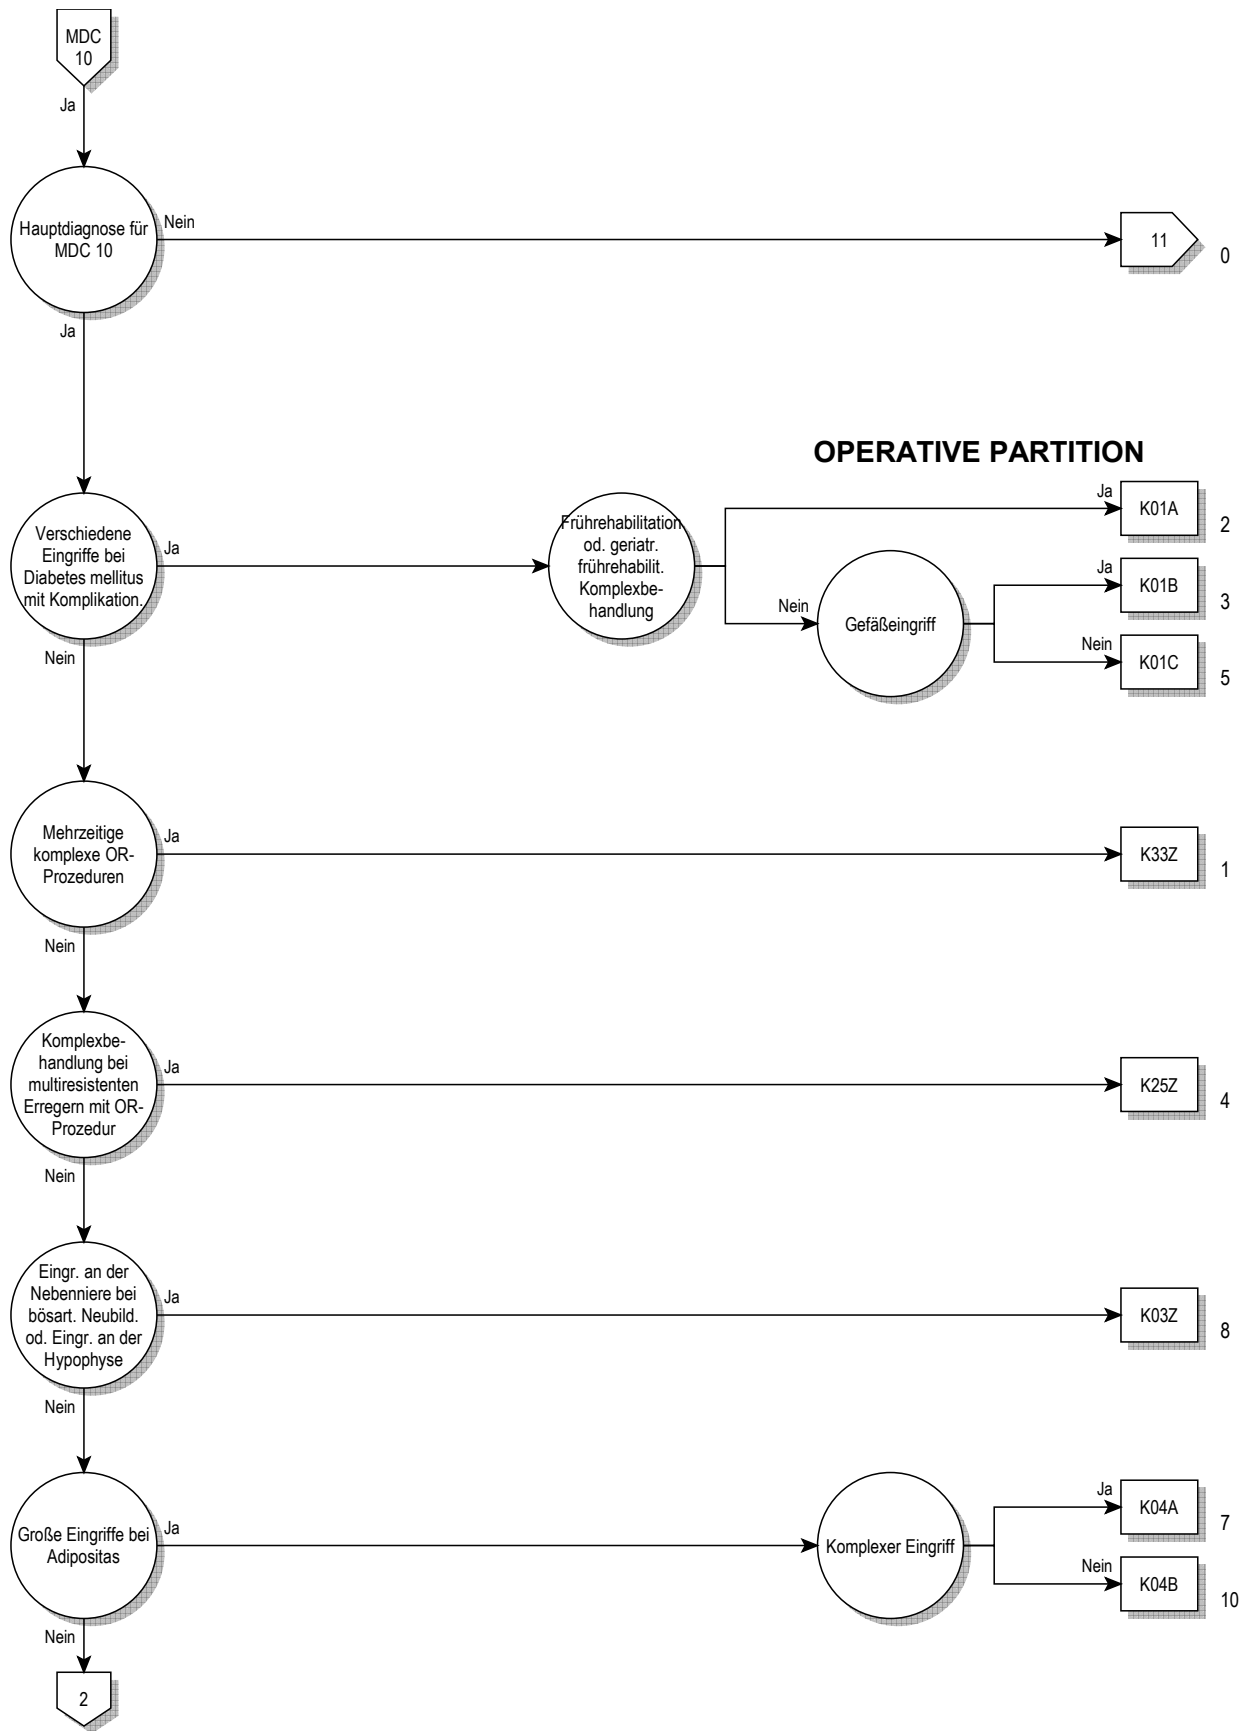 MDC
10
Ja
Hauptdiagnose für
MDC 10
Nein
11
0
Ja
OPERATIVE PARTITION
Verschiedene
Eingriffe bei
Diabetes mellitus
mit Komplikation.
Ja
Frührehabilitation
od. geriatr.
frührehabilit.
Komplexbe-
handlung
Ja
K01A
2
Nein
Gefäßeingriff
Ja
K01B
3
Nein
K01C
5
Nein
Mehrzeitige
komplexe OR-
Prozeduren
Ja
K33Z
1
Nein
Komplexbe-
handlung bei
multiresistenten
Erregern mit OR-
Prozedur
Ja
K25Z
4
Nein
Eingr. an der
Nebenniere bei
bösart. Neubild.
od. Eingr. an der
Hypophyse
Ja
K03Z
8
Nein
Große Eingriffe bei
Adipositas
Ja
Komplexer Eingriff
Ja
K04A
7
Nein
K04B
10
Nein
2